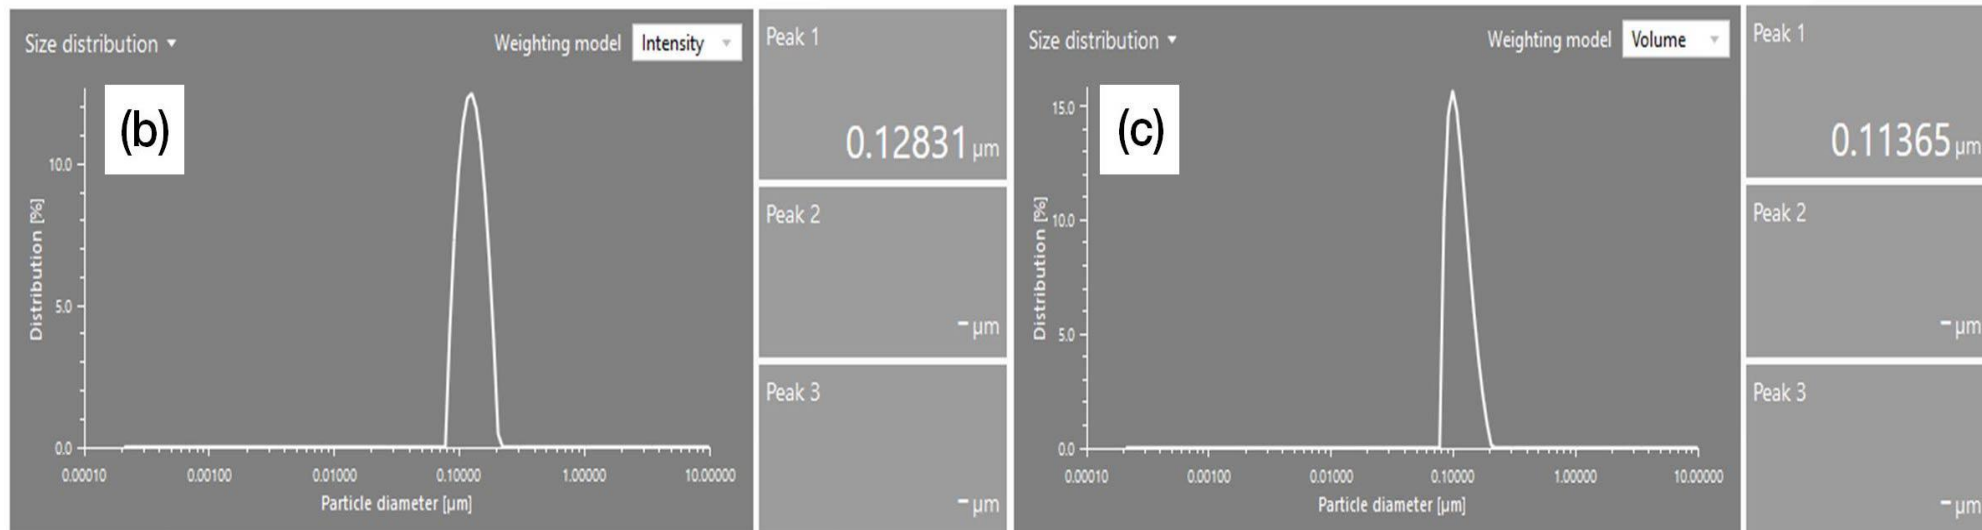 Size distribution
Weighting model Intensity
(b)
10.0
5.0
0.0
Distribution [%]
0.00010 0.00100 0.01000 0.10000 1.00000 10.00000
Particle diameter [µm]
Peak 1
0.12831 µm
Peak 2
- µm
Peak 3
- µm
Size distribution
Weighting model Volume
(c)
15.0
10.0
5.0
0.0
Distribution [%]
0.00010 0.00100 0.01000 0.10000 1.00000 10.00000
Particle diameter [µm]
Peak 1
0.11365 µm
Peak 2
- µm
Peak 3
- µm